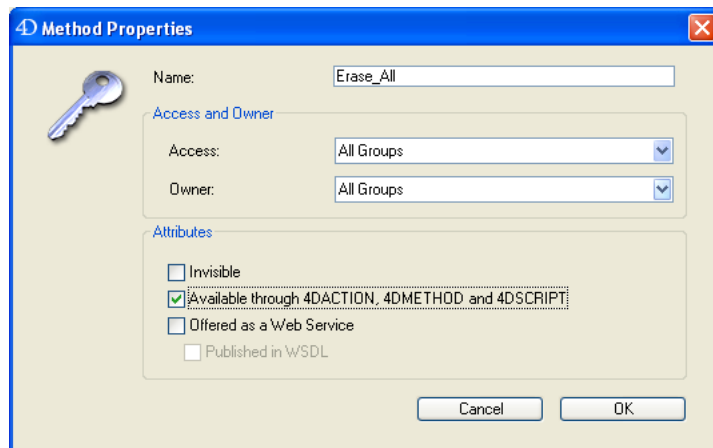 4D Method Properties
Name: Erase_All
Access and Owner
Access: All Groups
Owner: All Groups
Attributes
Invisible
Available through 4DACTION, 4DMETHOD and 4DSCRIPT
Offered as a Web Service
Published in WSDL
Cancel OK